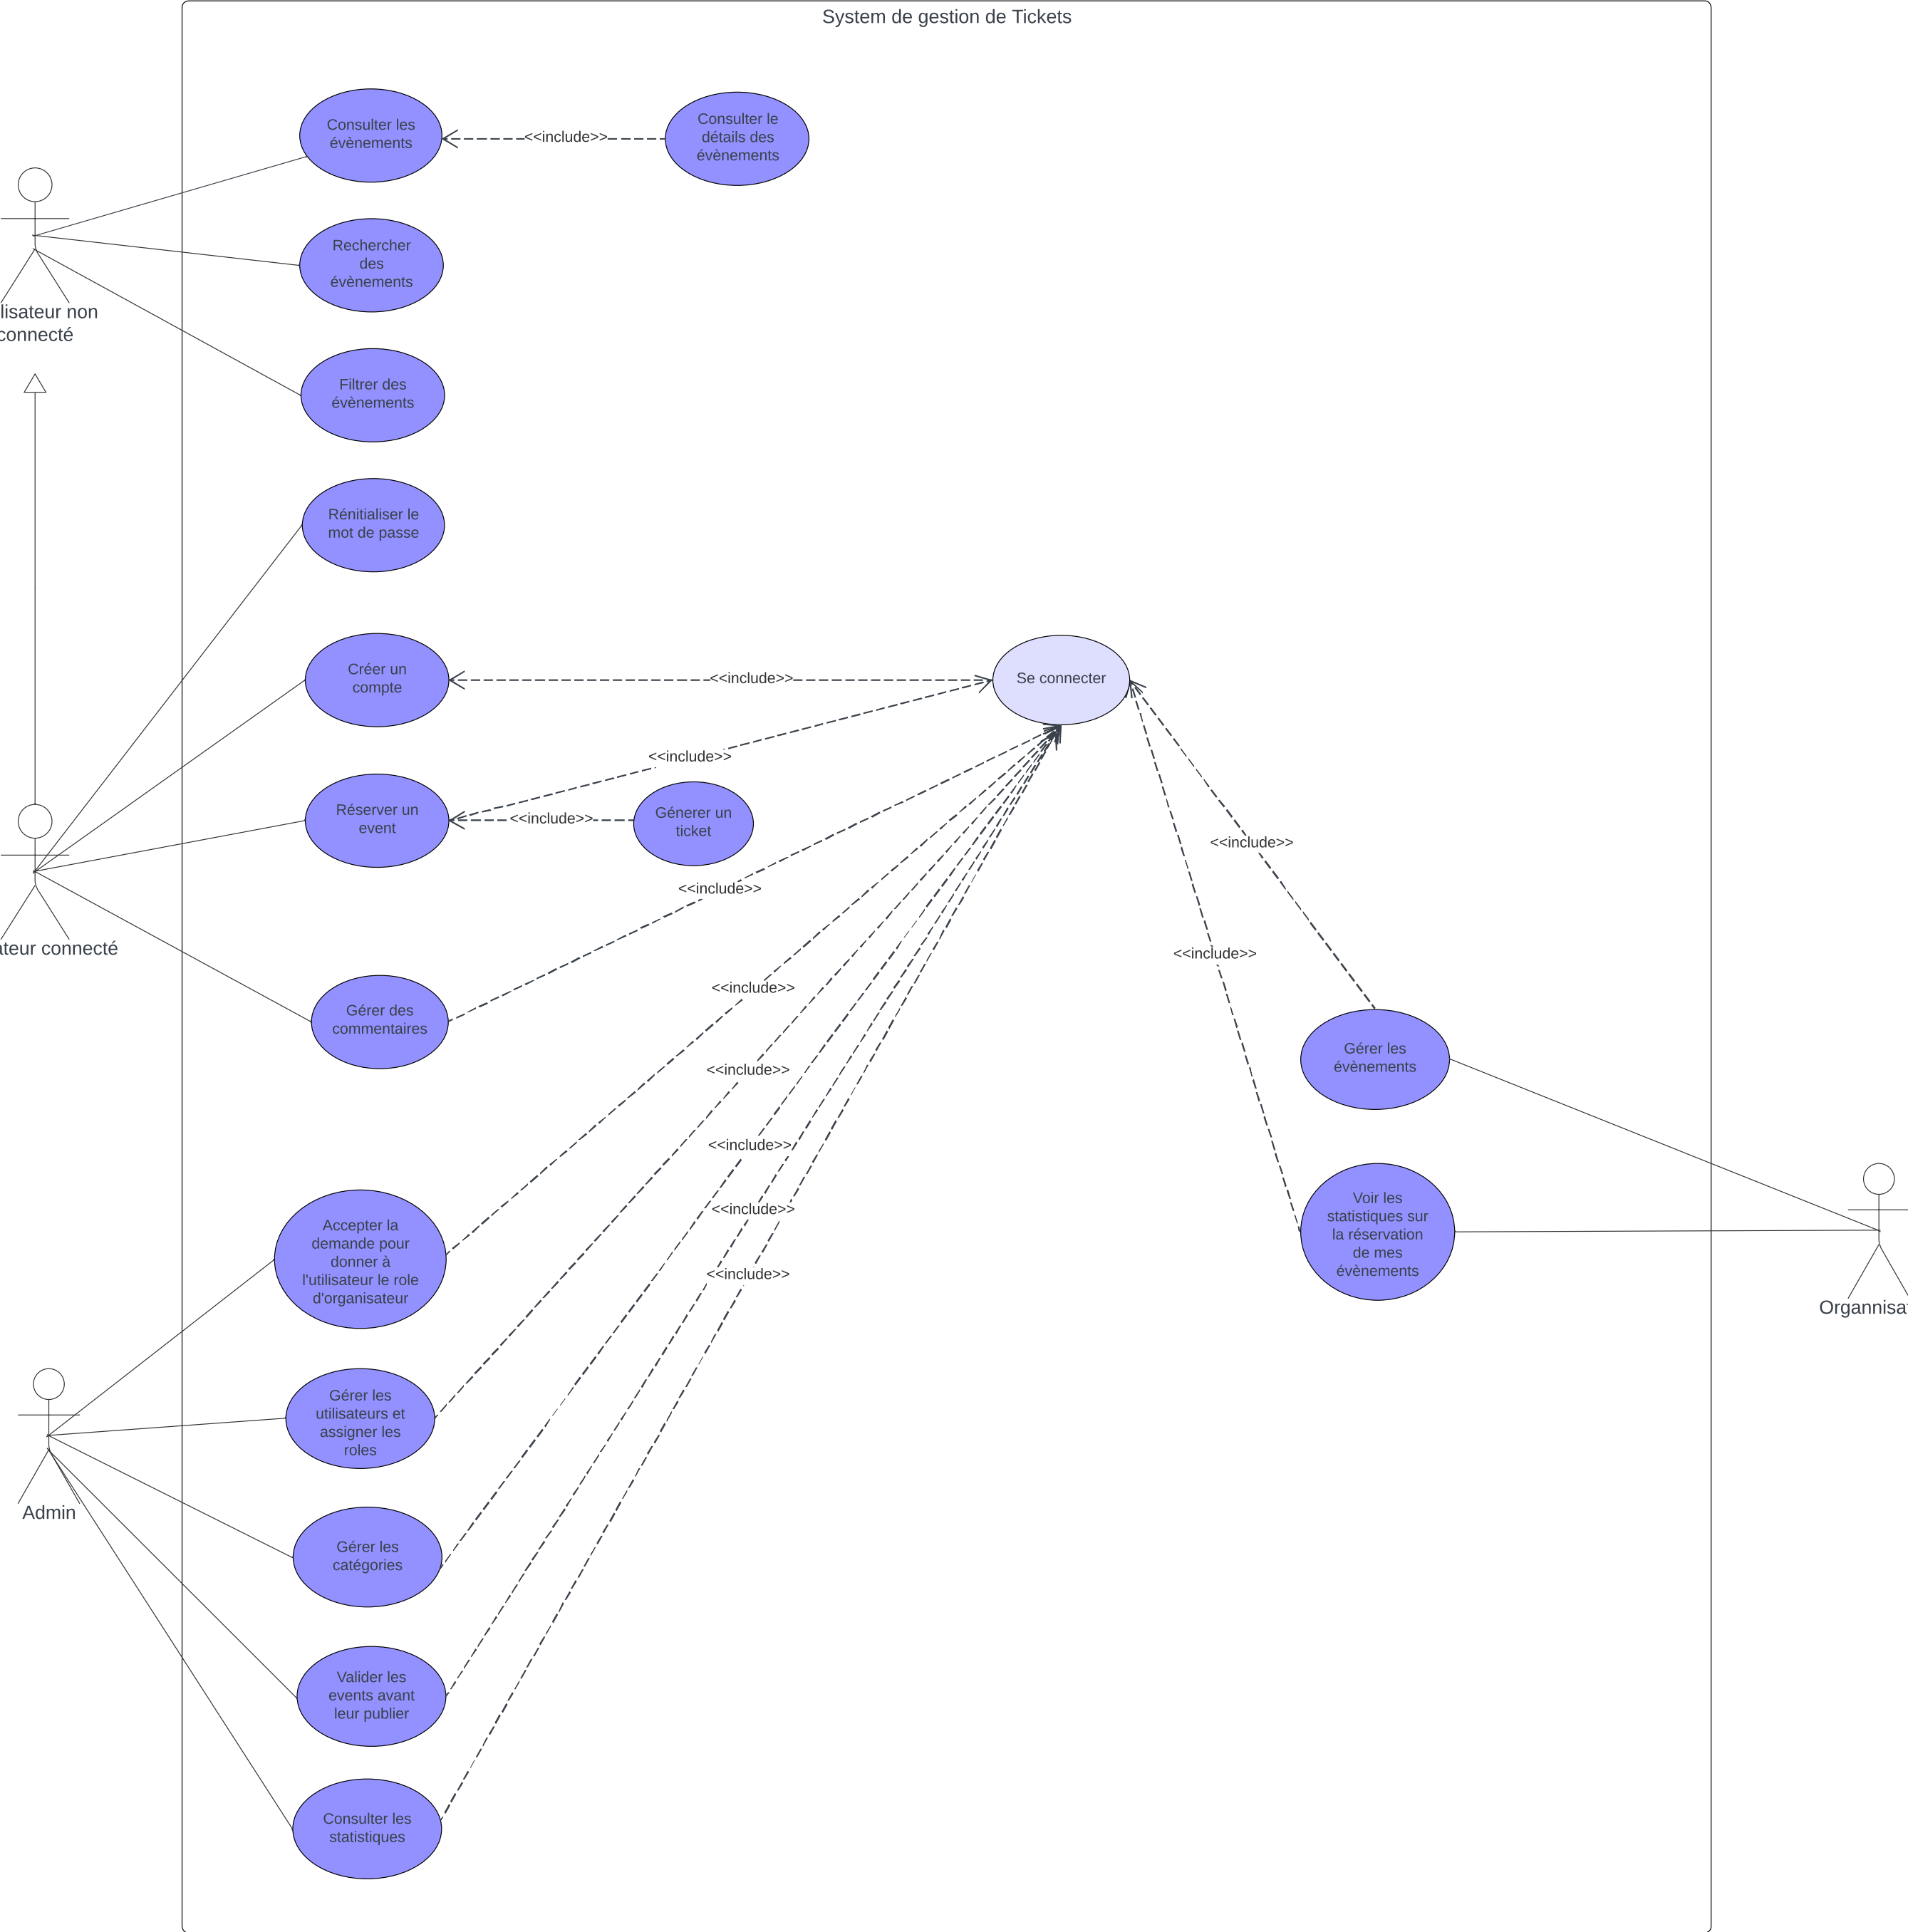 System de gestion de Tickets
Consulter les
évènements
<<include>>
Consulter le
détails des
évènements
Rechercher
des
évènements
lisateur non
connecté
Filtrer des
évènements
Rénitialiser le
mot de passe
Créer un
compte
<<include>>
Se connecter
Réserver un
event
<<include>>
<<include>>
Génerer un
ticket
<<include>>
<<include>>
ateur connecté
<<include>>
<<include>>
Gérer des
commentaires
Gérer les
évènements
<<include>>
<<include>>
<<include>>
<<include>>
Accepter la
demande pour
donner à
l'utilisateur le role
d'organisateur
Voir les
statistiques sur
la réservation
de mes
évènements
Organnisat
Gérer les
utilisateurs et
assigner les
roles
Admin
Gérer les
catégories
Valider les
events avant
leur publier
Consulter les
statistiques